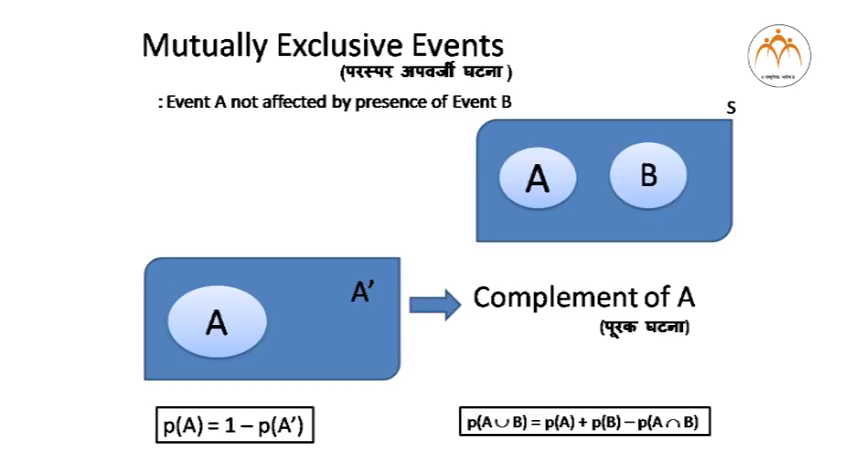 Mutually Exclusive Events
(परस्पर अपवर्जी घटना)
: Event A not affected by presence of Event B
S
A
B
A
A’
Complement of A
(पूरक घटना)
p(A) = 1 – p(A’)
p(A ∪ B) = p(A) + p(B) – p(A ∩ B)